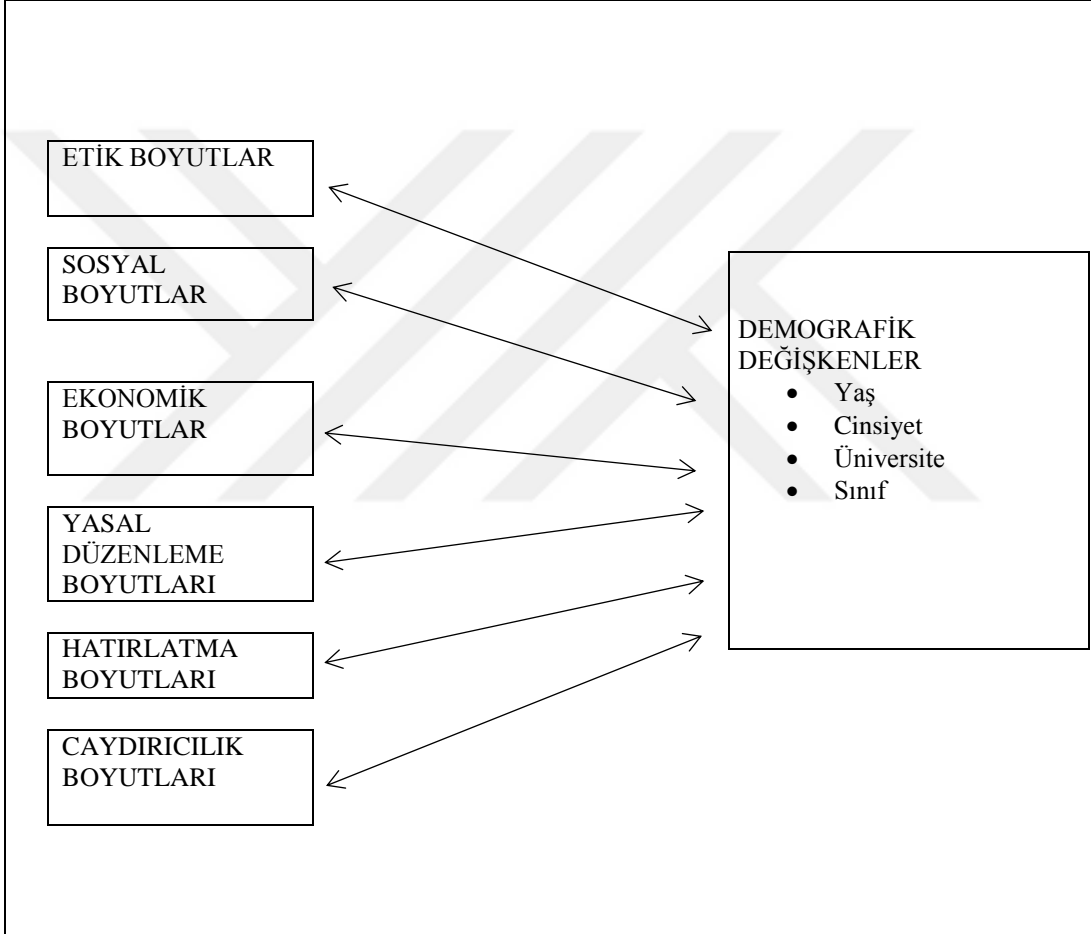 ETİK BOYUTLAR
SOSYAL
BOYUTLAR
EKONOMİK
BOYUTLAR
YASAL
DÜZENLEME
BOYUTLARI
HATIRLATMA
BOYUTLARI
CAYDIRICILIK
BOYUTLARI
DEMOGRAFİK
DEĞİŞKENLER
• Yaş
• Cinsiyet
• Üniversite
• Sınıf